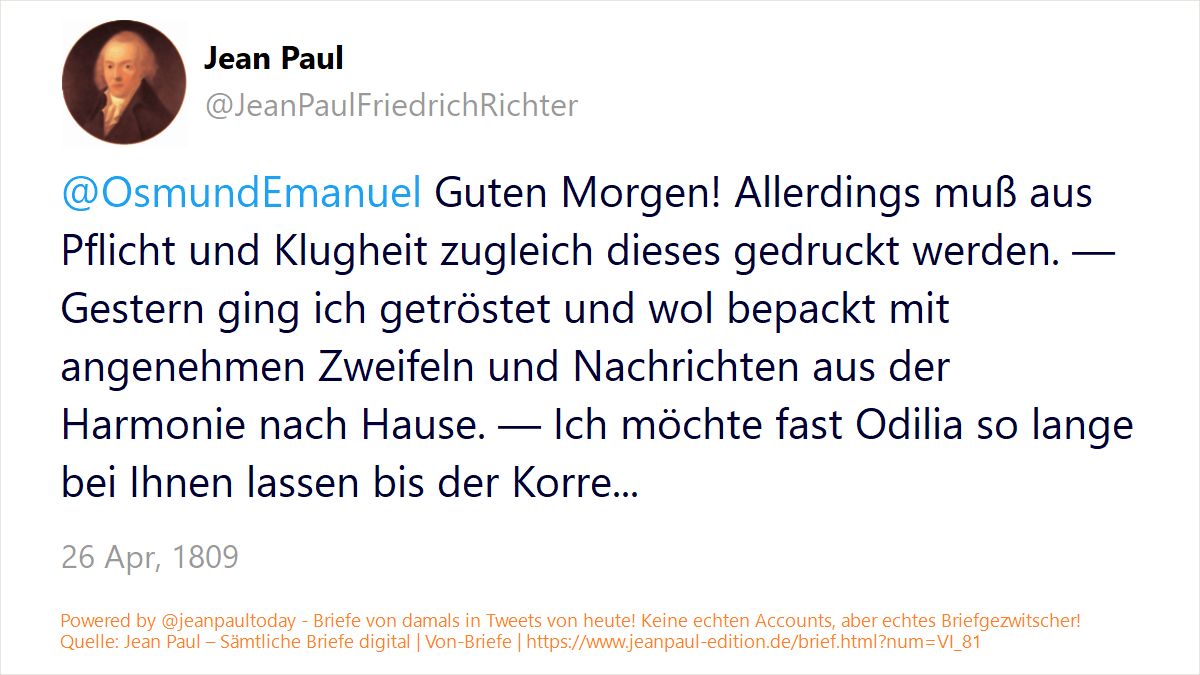 Jean Paul
@JeanPaulFriedrichRichter
@OsmundEmanuel Guten Morgen! Allerdings muß aus
Pflicht und Klugheit zugleich dieses gedruckt werden. —
Gestern ging ich getröstet und wol bepackt mit
angenehmen Zweifeln und Nachrichten aus der
Harmonie nach Hause. — Ich möchte fast Odilia so lange
bei Ihnen lassen bis der Korre...
26 Apr, 1809
Powered by @jeanpaultoday - Briefe von damals in Tweets von heute! Keine echten Accounts, aber echtes Briefgezwitscher!
Quelle: Jean Paul – Sämtliche Briefe digital | Von-Briefe | https://www.jeanpaul-edition.de/brief.html?num=VI_81